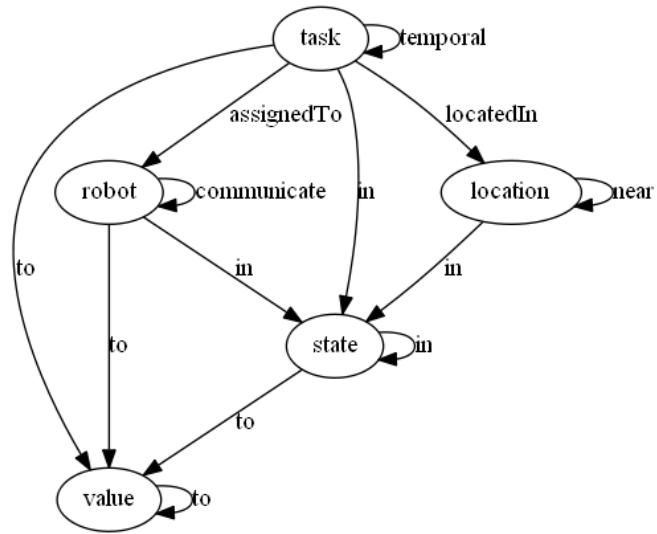 task
temporal
assignedTo
locatedIn
robot
communicate
in
location
near
to
in
in
to
state
in
to
value
to